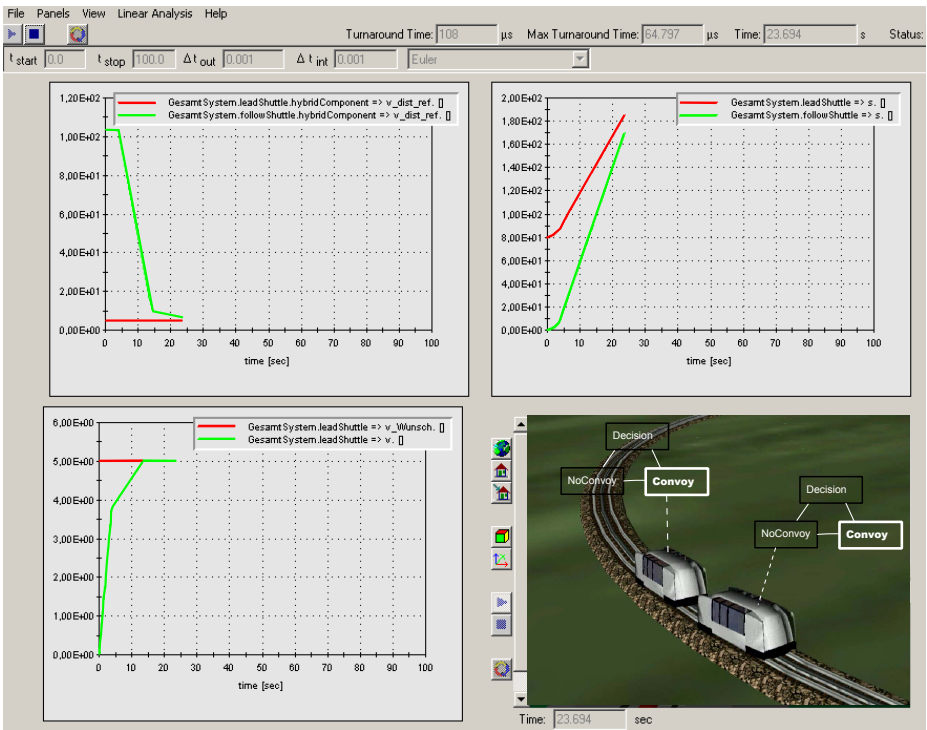 File Panels View Linear Analysis Help
Turnaround Time: 108 µs Max Turnaround Time: 64.797 µs Time: 23.694 s Status:
t start 0.0 t stop 100.0 Δt out 0.001 Δt int 0.001 Euler
GesamtSystem.leadShuttle.hybridComponent => v_dist_ref. []
GesamtSystem.followShuttle.hybridComponent => v_dist_ref. []
1,20E+02
1,00E+02
8,00E+01
6,00E+01
4,00E+01
2,00E+01
0,00E+00
0 10 20 30 40 50 60 70 80 90 100
time [sec]
GesamtSystem.leadShuttle => s. []
GesamtSystem.followShuttle => s. []
2,00E+02
1,80E+02
1,60E+02
1,40E+02
1,20E+02
1,00E+02
8,00E+01
6,00E+01
4,00E+01
2,00E+01
0,00E+00
0 10 20 30 40 50 60 70 80 90 100
time [sec]
GesamtSystem.leadShuttle => v_Wunsch. []
GesamtSystem.leadShuttle => v. []
6,00E+00
5,00E+00
4,00E+00
3,00E+00
2,00E+00
1,00E+00
0,00E+00
0 10 20 30 40 50 60 70 80 90 100
time [sec]
Decision
NoConvoy Convoy
Decision
NoConvoy Convoy
Time: 23.694 sec